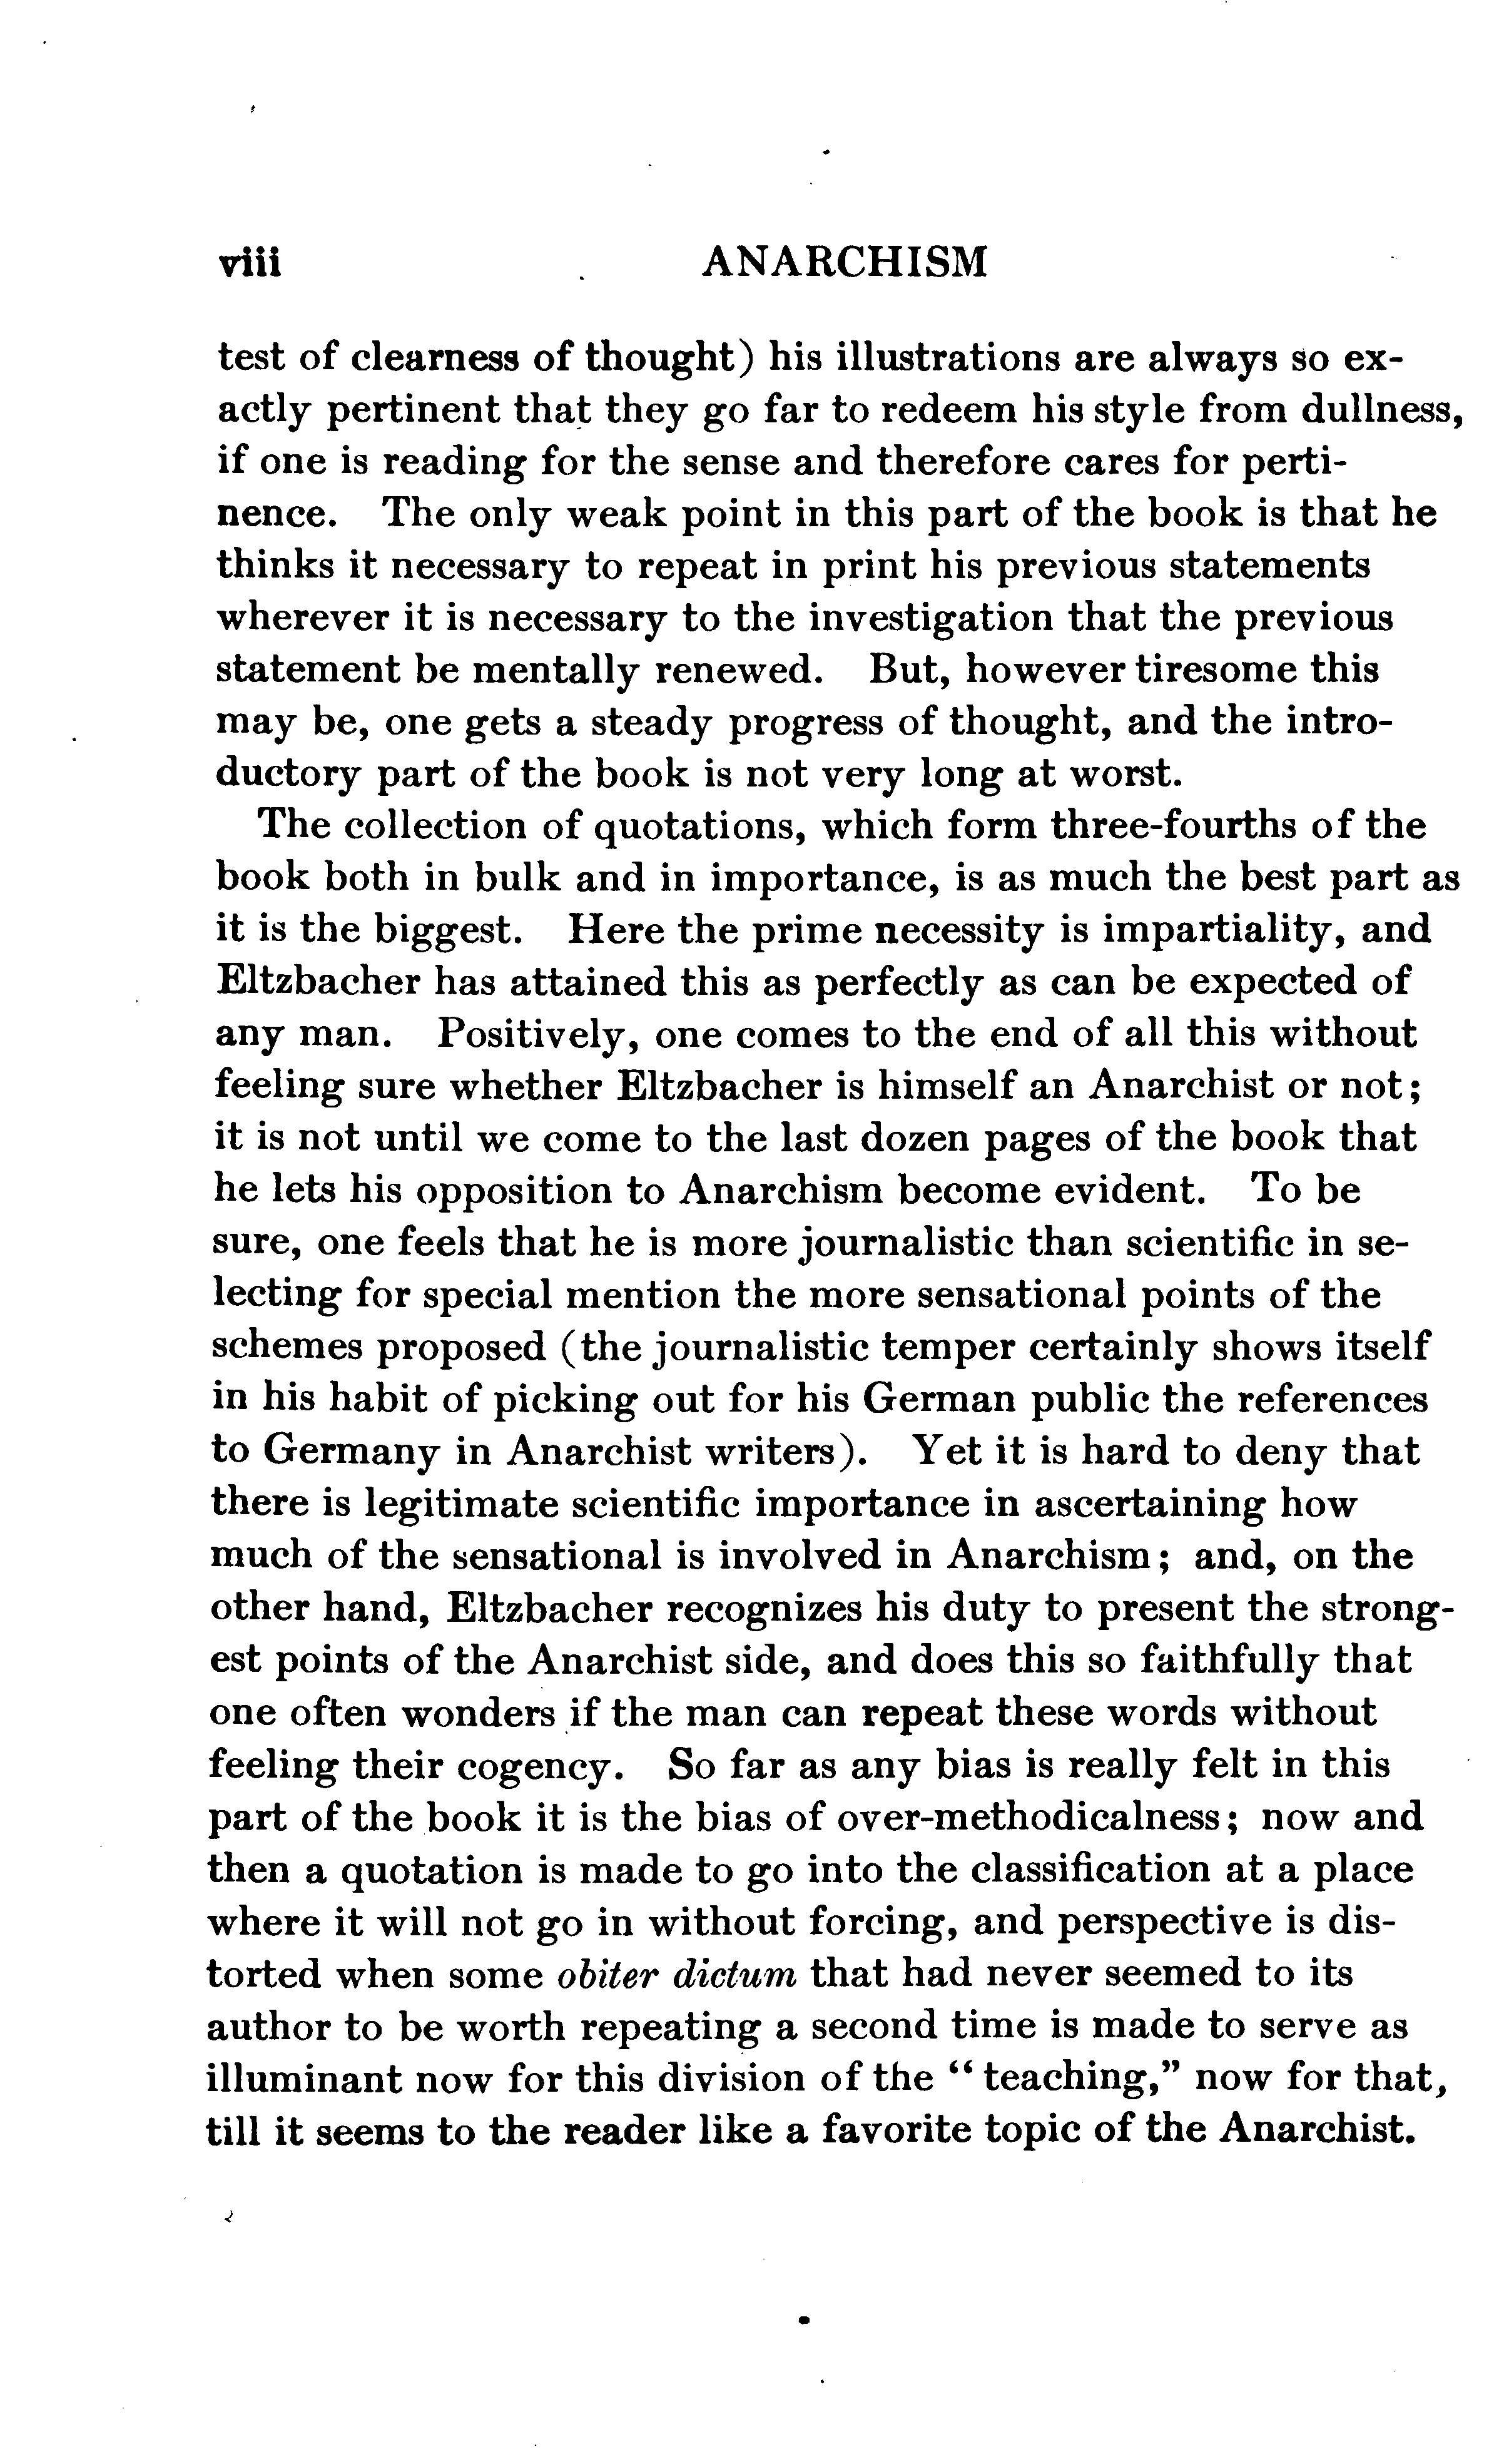 viii ANARCHISM
test of clearness of thought) his illustrations are always so ex-
actly pertinent that they go far to redeem his style from dullness,
if one is reading for the sense and therefore cares for perti-
nence. The only weak point in this part of the book is that he
thinks it necessary to repeat in print his previous statements
wherever it is necessary to the investigation that the previous
statement be mentally renewed. But, however tiresome this
may be, one gets a steady progress of thought, and the intro-
ductory part of the book is not very long at worst.
The collection of quotations, which form three-fourths of the
book both in bulk and in importance, is as much the best part as
it is the biggest. Here the prime necessity is impartiality, and
Eltzbacher has attained this as perfectly as can be expected of
any man. Positively, one comes to the end of all this without
feeling sure whether Eltzbacher is himself an Anarchist or not;
it is not until we come to the last dozen pages of the book that
he lets his opposition to Anarchism become evident. To be
sure, one feels that he is more journalistic than scientific in se-
lecting for special mention the more sensational points of the
schemes proposed (the journalistic temper certainly shows itself
in his habit of picking out for his German public the references
to Germany in Anarchist writers). Yet it is hard to deny that
there is legitimate scientific importance in ascertaining how
much of the sensational is involved in Anarchism; and, on the
other hand, Eltzbacher recognizes his duty to present the strong-
est points of the Anarchist side, and does this so faithfully that
one often wonders if the man can repeat these words without
feeling their cogency. So far as any bias is really felt in this
part of the book it is the bias of over-methodicalness; now and
then a quotation is made to go into the classification at a place
where it will not go in without forcing, and perspective is dis-
torted when some obiter dictum that had never seemed to its
author to be worth repeating a second time is made to serve as
illuminant now for this division of the "teaching," now for that,
till it seems to the reader like a favorite topic of the Anarchist.